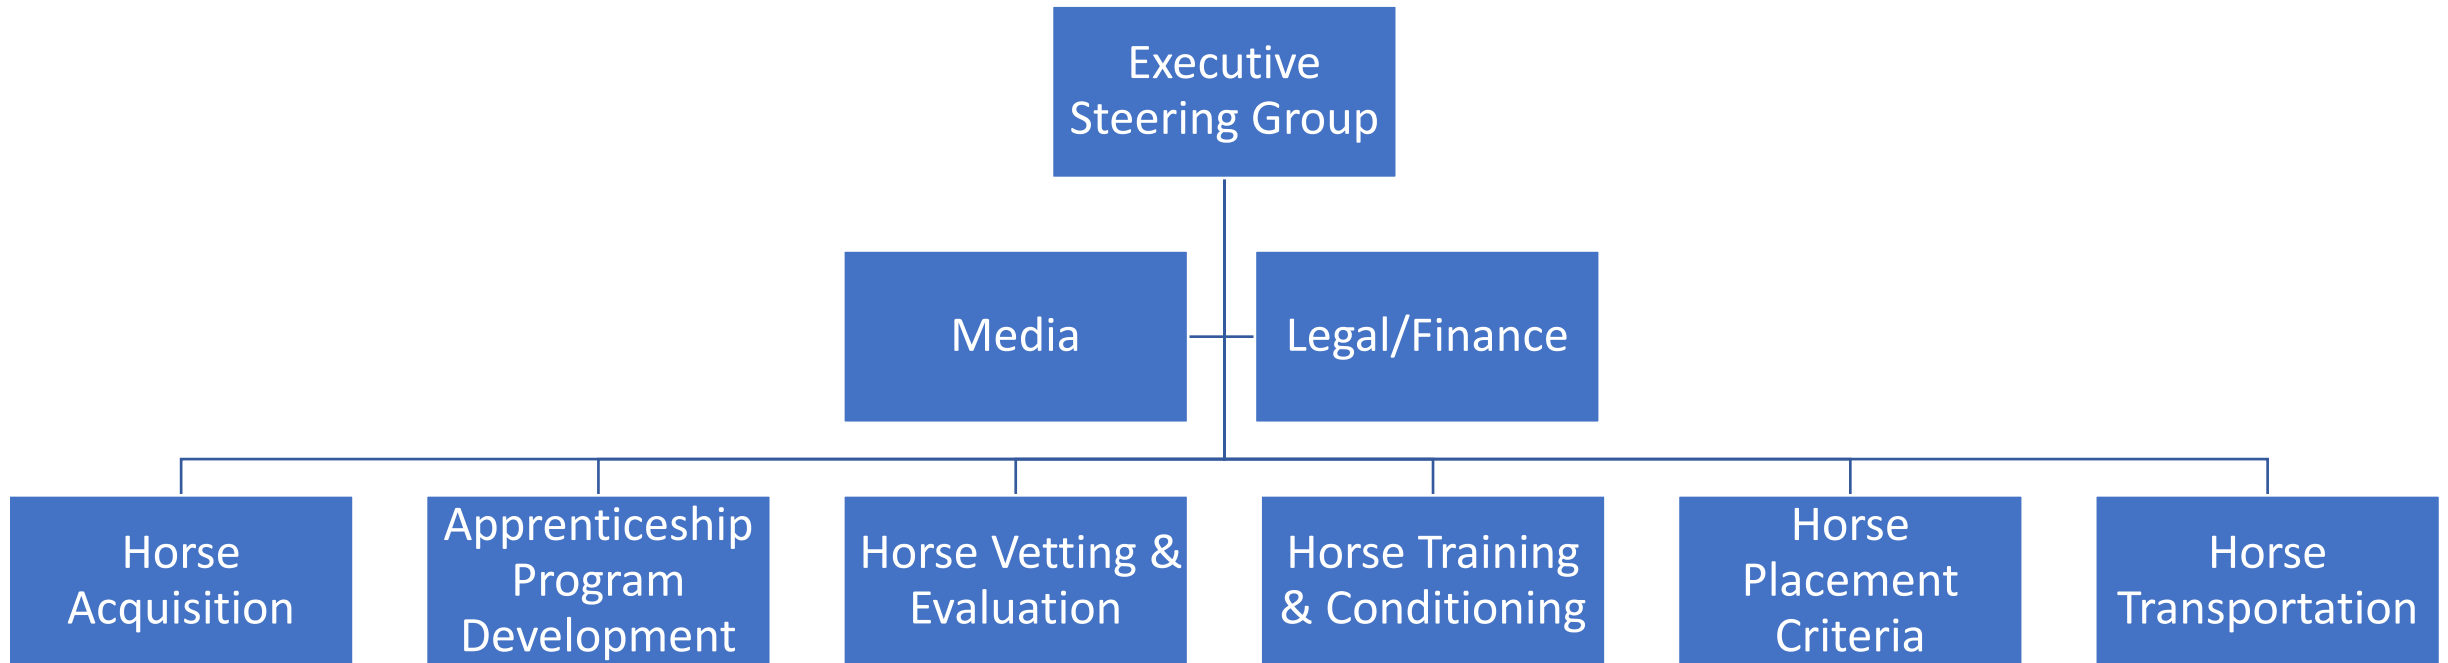 Executive
Steering Group
Media
Legal/Finance
Horse
Acquisition
Apprenticeship
Program
Development
Horse Vetting &
Evaluation
Horse Training
& Conditioning
Horse
Placement
Criteria
Horse
Transportation